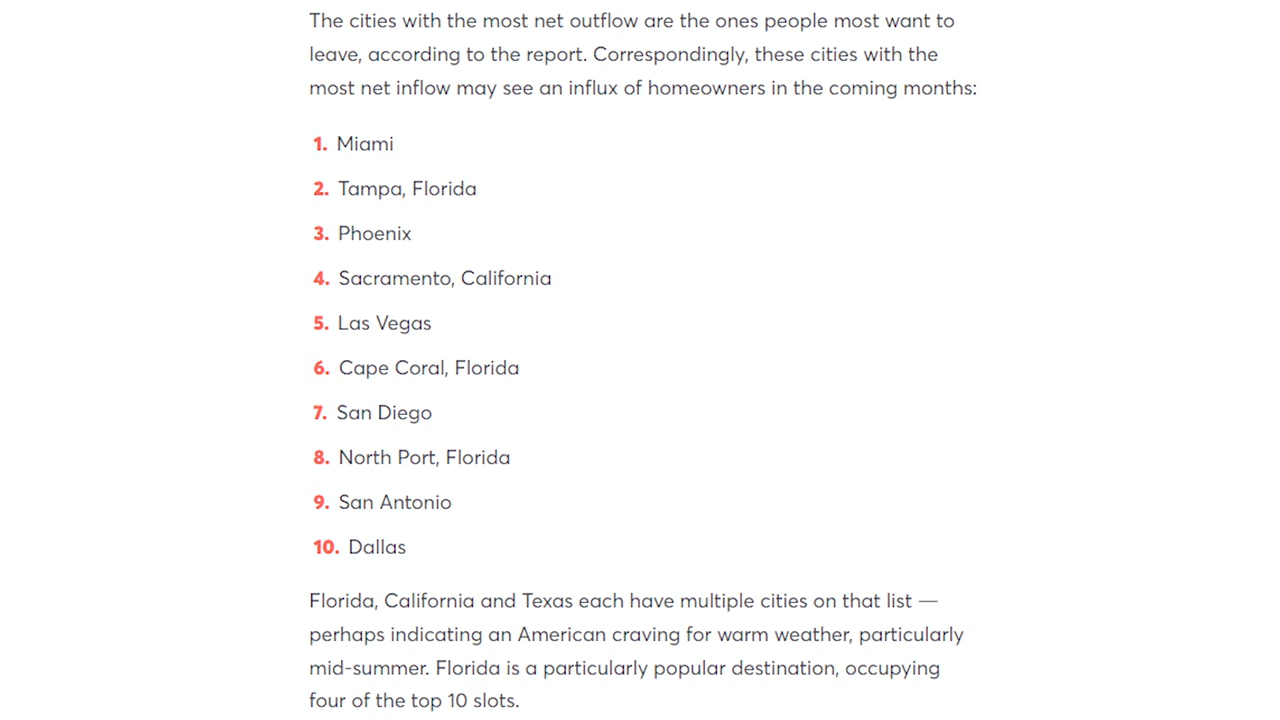 The cities with the most net outflow are the ones people most want to
leave, according to the report. Correspondingly, these cities with the
most net inflow may see an influx of homeowners in the coming months:
1. Miami
2. Tampa, Florida
3. Phoenix
4. Sacramento, California
5. Las Vegas
6. Cape Coral, Florida
7. San Diego
8. North Port, Florida
9. San Antonio
10. Dallas
Florida, California and Texas each have multiple cities on that list —
perhaps indicating an American craving for warm weather, particularly
mid-summer. Florida is a particularly popular destination, occupying
four of the top 10 slots.